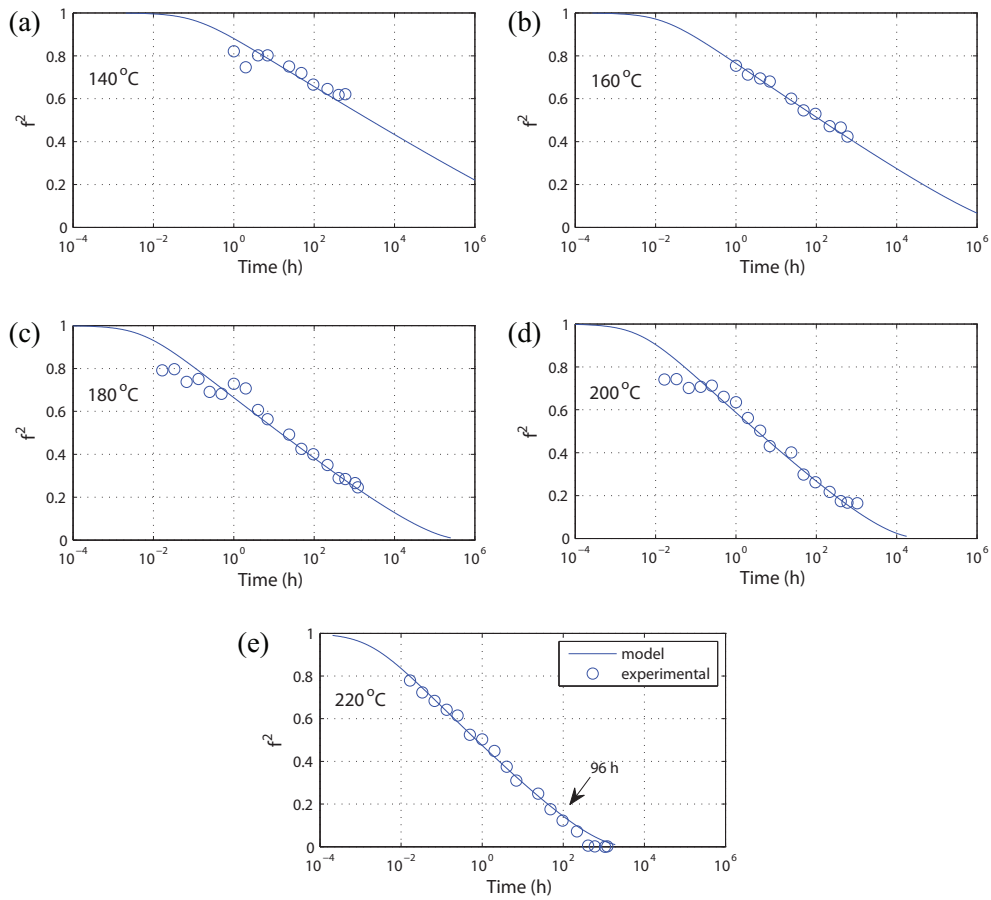 (a)
1
0.8
0.6
0.4
0.2
0
f²
140 °C
10⁻⁴ 10⁻² 10⁰ 10² 10⁴ 10⁶
Time (h)
(b)
1
0.8
0.6
0.4
0.2
0
f²
160 °C
10⁻⁴ 10⁻² 10⁰ 10² 10⁴ 10⁶
Time (h)
(c)
1
0.8
0.6
0.4
0.2
0
f²
180 °C
10⁻⁴ 10⁻² 10⁰ 10² 10⁴ 10⁶
Time (h)
(d)
1
0.8
0.6
0.4
0.2
0
f²
200 °C
10⁻⁴ 10⁻² 10⁰ 10² 10⁴ 10⁶
Time (h)
(e)
1
0.8
0.6
0.4
0.2
0
f²
220 °C
model
experimental
96 h
10⁻⁴ 10⁻² 10⁰ 10² 10⁴ 10⁶
Time (h)